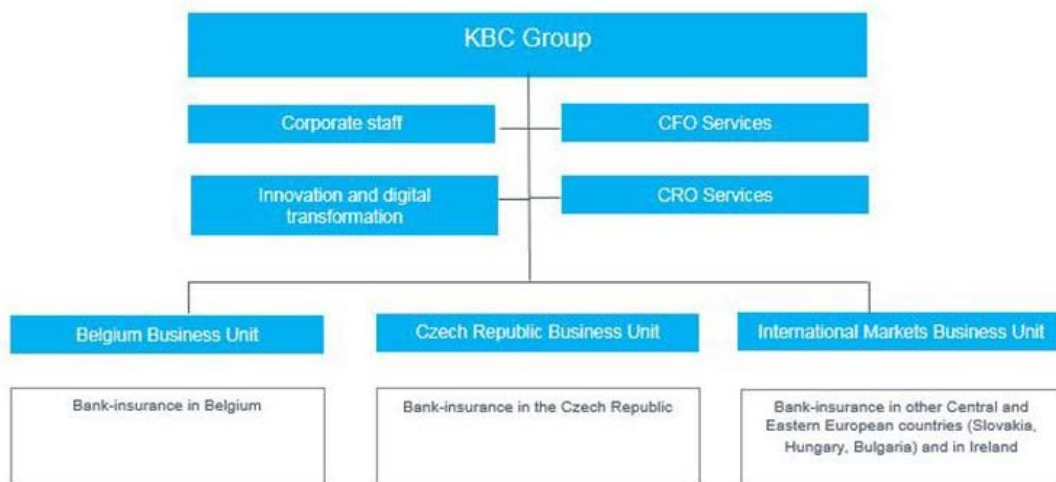 KBC Group
Corporate staff
CFO Services
Innovation and digital
transformation
CRO Services
Belgium Business Unit
Czech Republic Business Unit
International Markets Business Unit
Bank-insurance in Belgium
Bank-insurance in the Czech Republic
Bank-insurance in other Central and
Eastern European countries (Slovakia,
Hungary, Bulgaria) and in Ireland